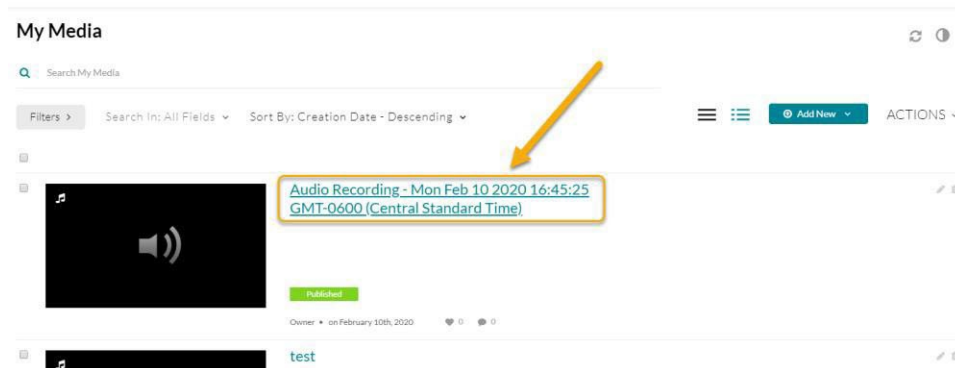 My Media
Search My Media
Filters >
Search In: All Fields
Sort By: Creation Date - Descending
Add New
ACTIONS
Audio Recording - Mon Feb 10 2020 16:45:25
GMT-0600 (Central Standard Time)
Published
Owner • on February 10th, 2020 0 0
test